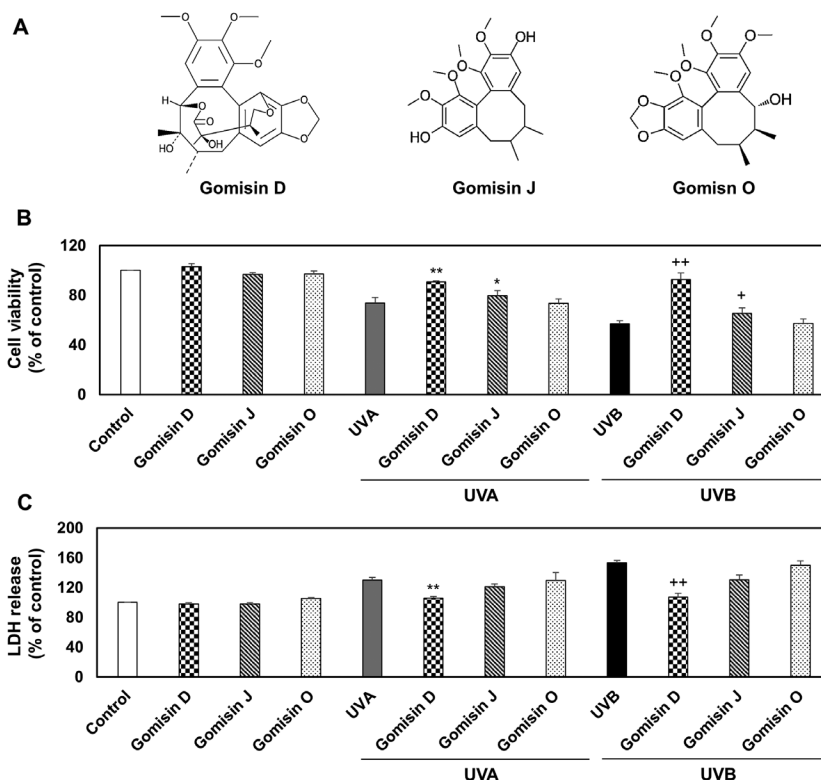 A
O
O
O
H
O
O
O
O
O
HO
OH
Gomisin D
OH
O
O
O
O
HO
Gomisin J
O
O
O
O
O
O
OH
Gomisn O
B
Cell viability
(% of control)
120
80
40
0
**
*
++
+
Control
Gomisin D
Gomisin J
Gomisin O
UVA
Gomisin D
Gomisin J
Gomisin O
UVB
Gomisin D
Gomisin J
Gomisin O
UVA
UVB
C
LDH release
(% of control)
200
160
120
80
40
0
**
++
Control
Gomisin D
Gomisin J
Gomisin O
UVA
Gomisin D
Gomisin J
Gomisin O
UVB
Gomisin D
Gomisin J
Gomisin O
UVA
UVB